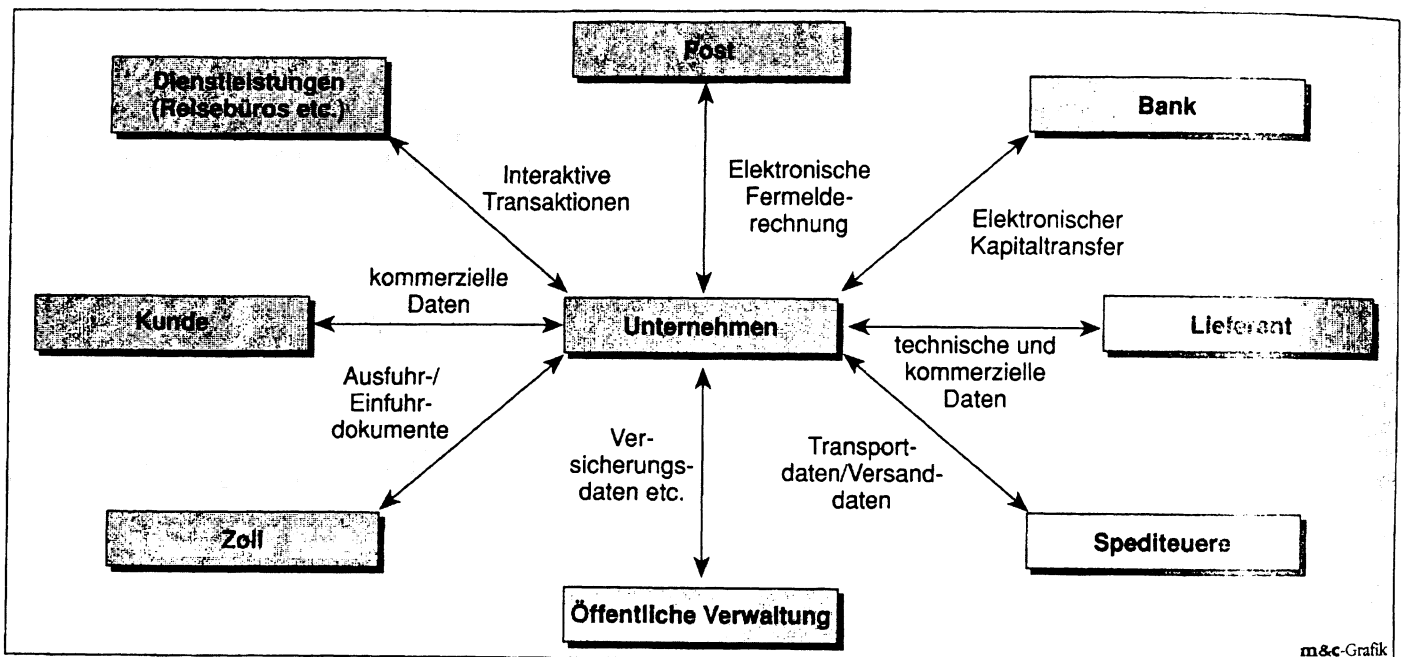 Post
Dienstleistungen
(Reisebüros etc.)
Bank
Interaktive
Transaktionen
Elektronische
Fermelde-
rechnung
Elektronischer
Kapitaltransfer
kommerzielle
Daten
Kunde
Unternehmen
Lieferant
technische und
kommerzielle
Daten
Ausfuhr-/
Einfuhr-
dokumente
Ver-
sicherungs-
daten etc.
Transport-
daten/Versand-
daten
Zoll
Spediteuere
Öffentliche Verwaltung
m&c-Grafik